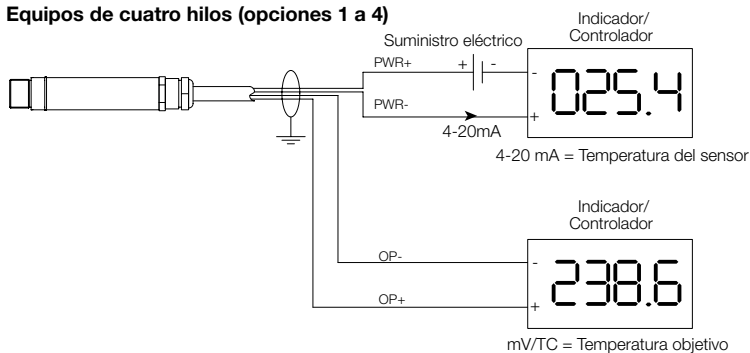 Equipos de cuatro hilos (opciones 1 a 4)
Indicador/
Controlador
Suministro eléctrico
PWR+
+ -
-
025.4
PWR-
+
4-20mA
4-20 mA = Temperatura del sensor
Indicador/
Controlador
OP-
-
238.6
OP+
+
mV/TC = Temperatura objetivo